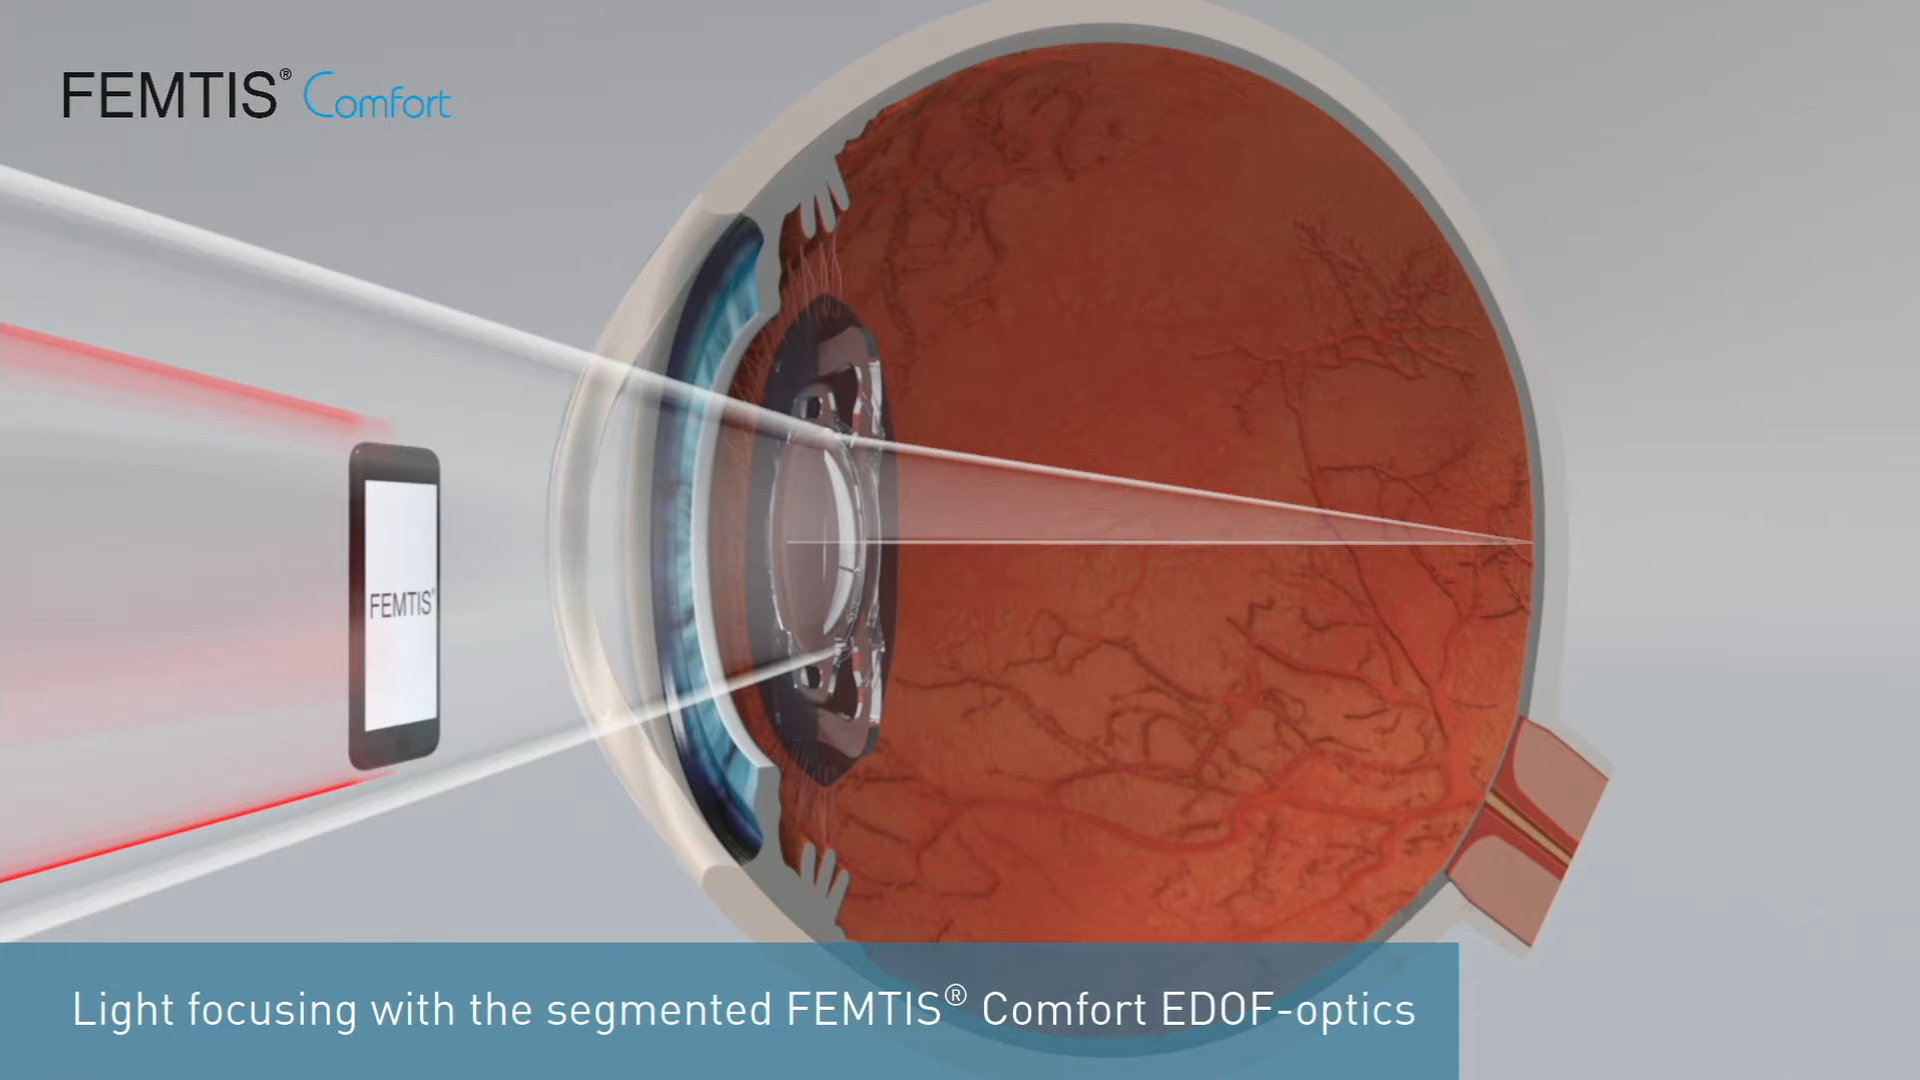 FEMTIS® Comfort
FEMTIS®
Light focusing with the segmented FEMTIS® Comfort EDOF-optics